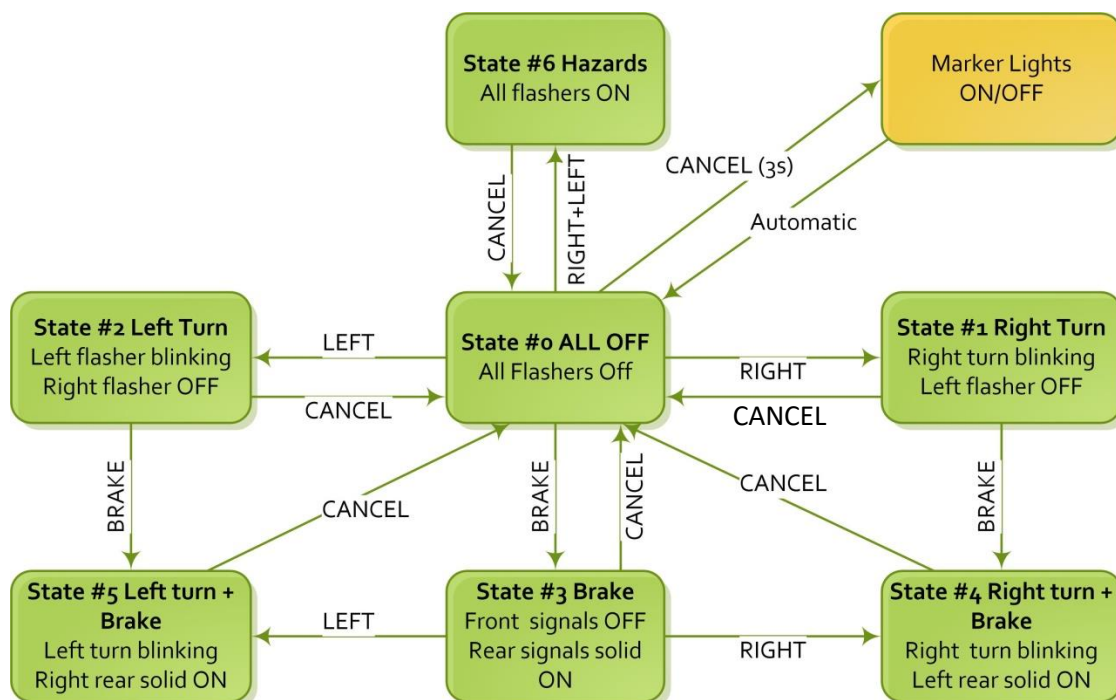 State #6 Hazards
All flashers ON
Marker Lights
ON/OFF
CANCEL
RIGHT+LEFT
CANCEL (3s)
Automatic
State #2 Left Turn
Left flasher blinking
Right flasher OFF
LEFT
CANCEL
State #0 ALL OFF
All Flashers Off
RIGHT
CANCEL
State #1 Right Turn
Right turn blinking
Left flasher OFF
BRAKE
CANCEL
BRAKE
CANCEL
CANCEL
BRAKE
State #5 Left turn +
Brake
Left turn blinking
Right rear solid ON
LEFT
State #3 Brake
Front signals OFF
Rear signals solid
ON
RIGHT
State #4 Right turn +
Brake
Right turn blinking
Left rear solid ON